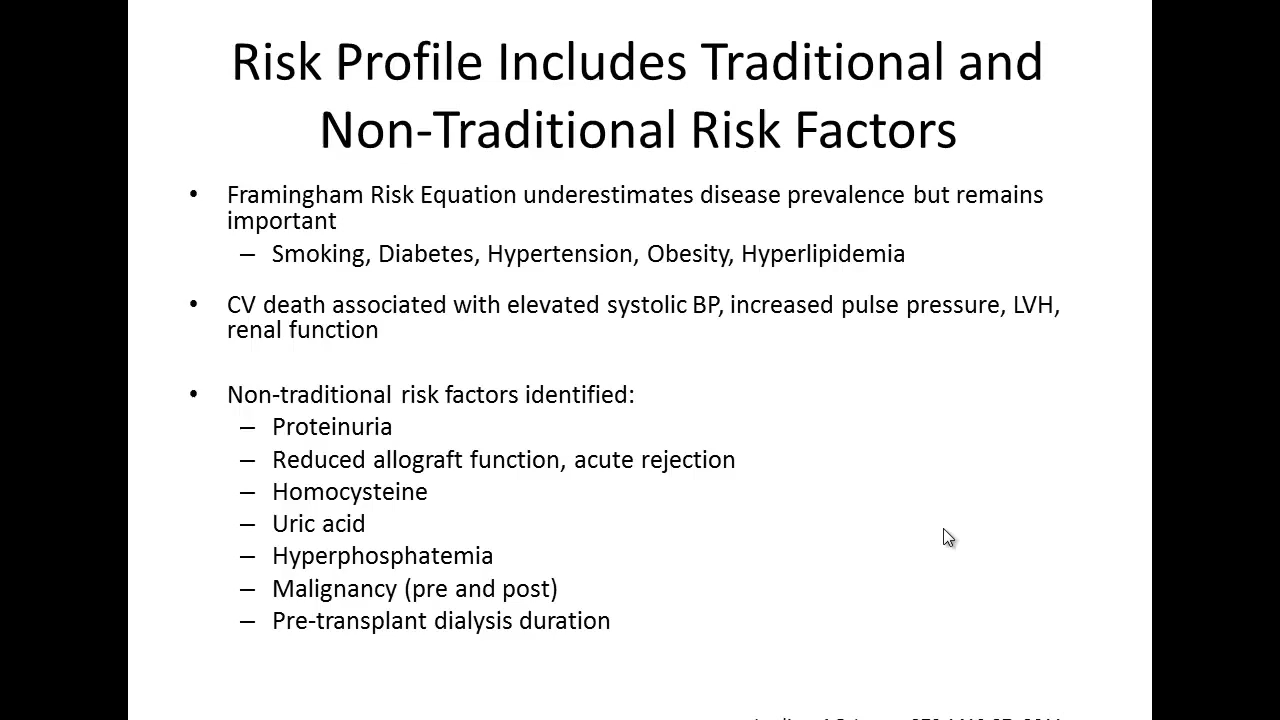 Risk Profile Includes Traditional and
Non-Traditional Risk Factors
• Framingham Risk Equation underestimates disease prevalence but remains
important
– Smoking, Diabetes, Hypertension, Obesity, Hyperlipidemia
• CV death associated with elevated systolic BP, increased pulse pressure, LVH,
renal function
• Non-traditional risk factors identified:
– Proteinuria
– Reduced allograft function, acute rejection
– Homocysteine
– Uric acid
– Hyperphosphatemia
– Malignancy (pre and post)
– Pre-transplant dialysis duration